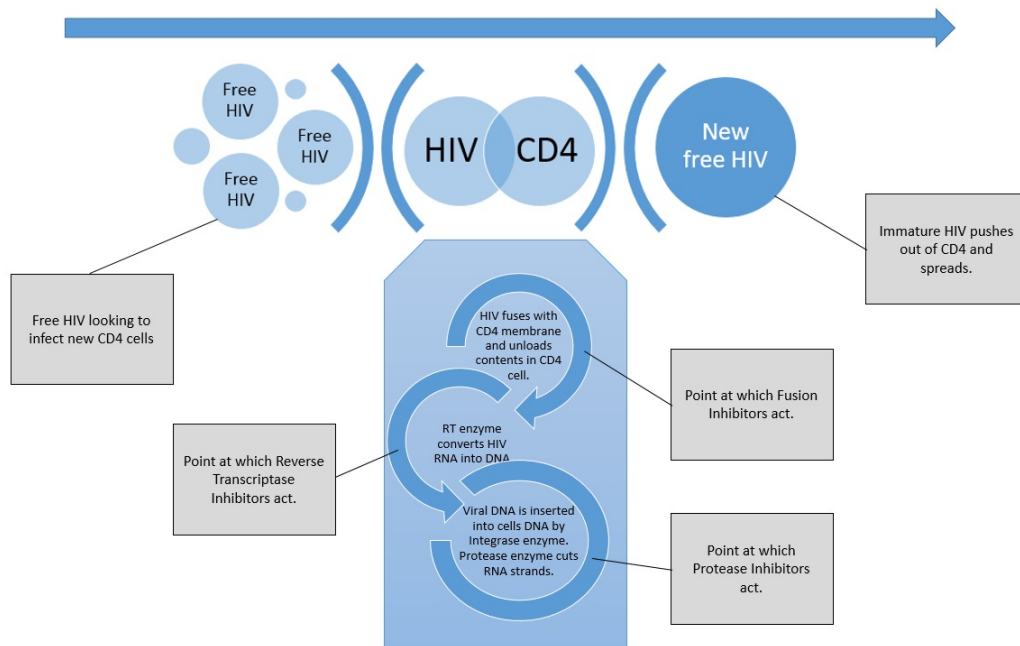 Free
HIV
Free
HIV
Free
HIV
HIV
CD4
New
free HIV
Immature HIV pushes
out of CD4 and
spreads.
Free HIV looking to
infect new CD4 cells
HIV fuses with
CD4 membrane
and unloads
contents in CD4
cell.
Point at which Fusion
Inhibitors act.
RT enzyme
converts HIV
RNA into DNA
Point at which Reverse
Transcriptase
Inhibitors act.
Viral DNA is inserted
into cells DNA by
Integrase enzyme.
Protease enzyme cuts
RNA strands.
Point at which
Protease Inhibitors
act.